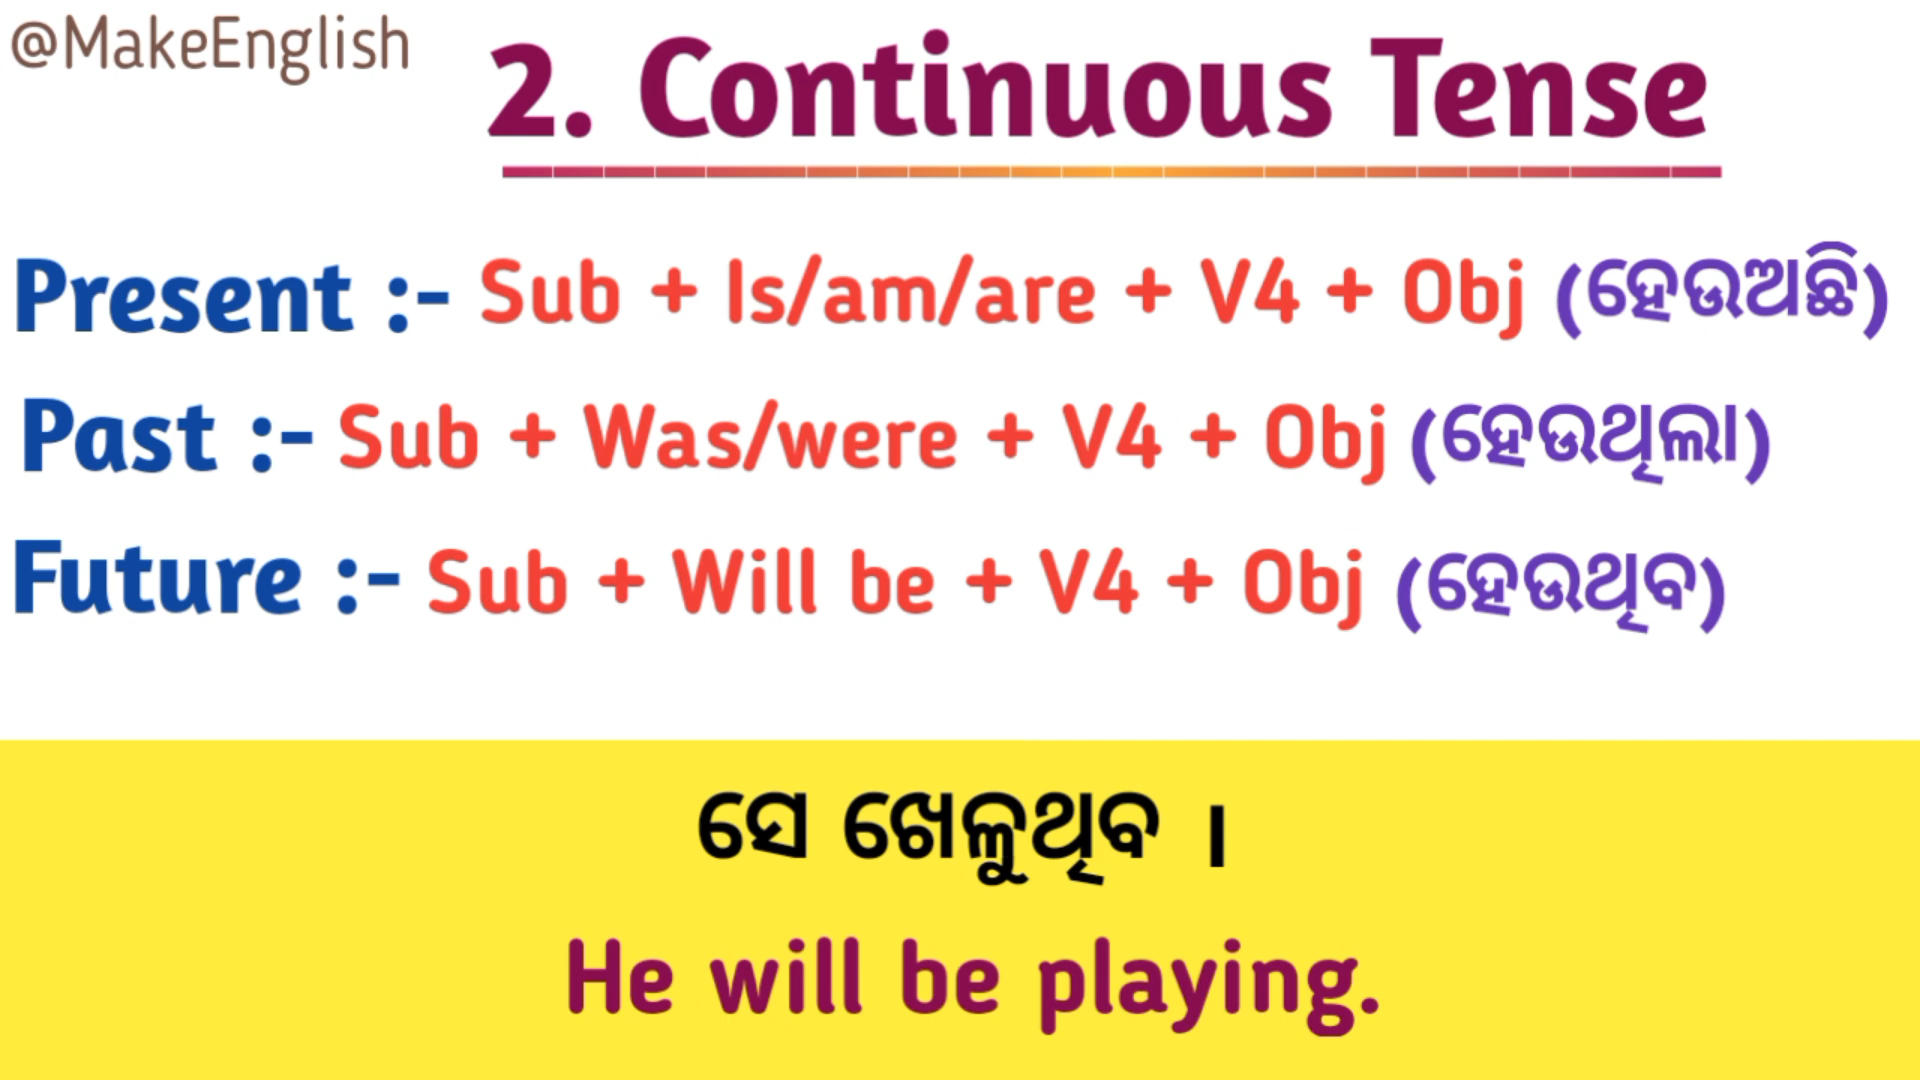 @MakeEnglish
2. Continuous Tense
Present :- Sub + Is/am/are + V4 + Obj (ହେଉଅଛି)
Past :- Sub + Was/were + V4 + Obj (ହେଉଥିଲା)
Future :- Sub + Will be + V4 + Obj (ହେଉଥିବ)
ସେ ଖେଳୁଥିବ ।
He will be playing.